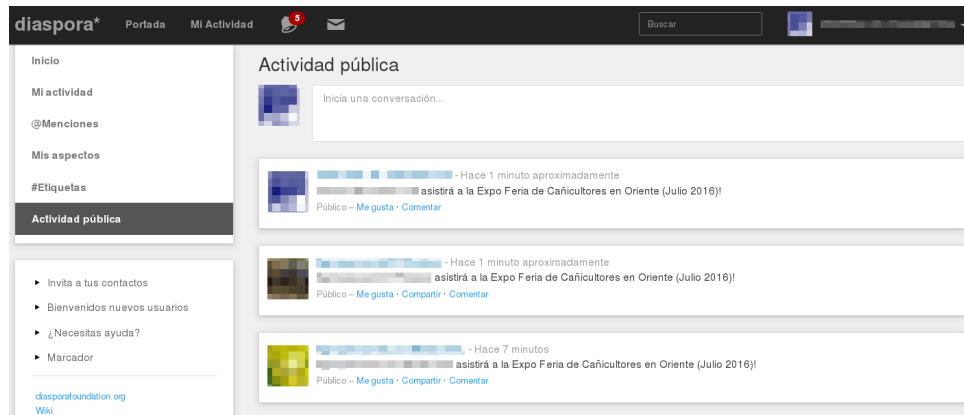 diaspora* Portada Mi Actividad 5 Buscar
Inicio
Mi actividad
@Menciones
Mis aspectos
#Etiquetas
Actividad pública
Invita a tus contactos
Bienvenidos nuevos usuarios
¿Necesitas ayuda?
Marcador
diasporafoundation.org
Wiki
Actividad pública
Inicia una conversación...
- Hace 1 minuto aproximadamente
asistirá a la Expo Feria de Cañicultores en Oriente (Julio 2016)!
Público – Me gusta · Comentar
- Hace 1 minuto aproximadamente
asistirá a la Expo Feria de Cañicultores en Oriente (Julio 2016)!
Público – Me gusta · Compartir · Comentar
- Hace 7 minutos
asistirá a la Expo Feria de Cañicultores en Oriente (Julio 2016)!
Público – Me gusta · Compartir · Comentar